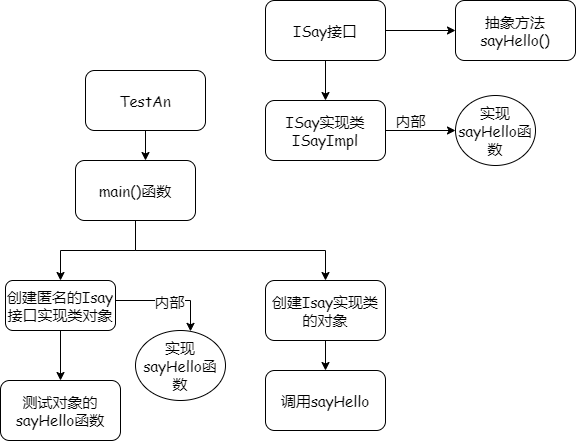 ISay接口
抽象方法
sayHello()
TestAn
ISay实现类
ISayImpl
内部
实现
sayHello函
数
main()函数
创建匿名的Isay
接口实现类对象
内部
实现
sayHello函
数
创建Isay实现类
的对象
测试对象的
sayHello函数
调用sayHello